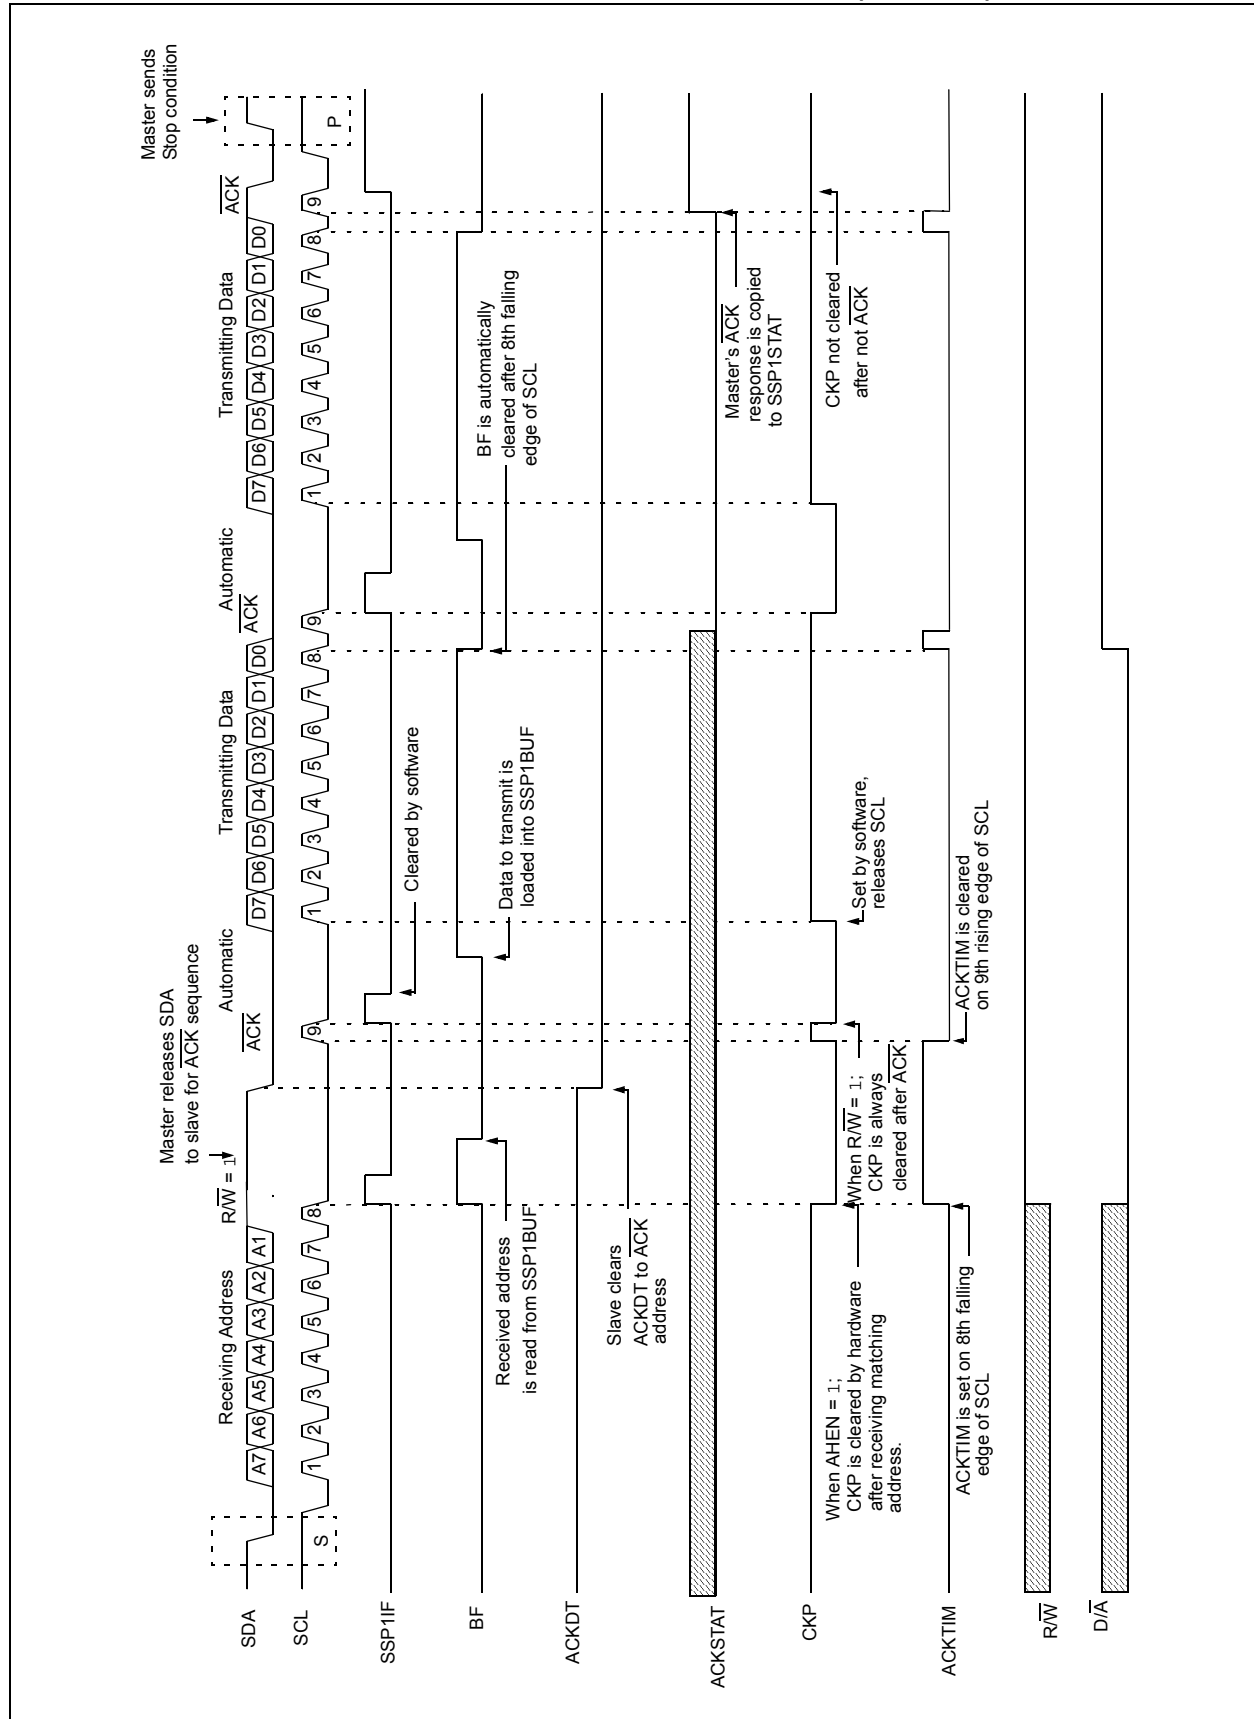 Master releases SDA
to slave for ACK sequence
Master sends
Stop condition
Receiving Address
R/W = 1
Automatic
Transmitting Data
Automatic
Transmitting Data
ACK
ACK
ACK
SDA
A7 A6 A5 A4 A3 A2 A1
D7 D6 D5 D4 D3 D2 D1 D0
D7 D6 D5 D4 D3 D2 D1 D0
SCL
S
1 2 3 4 5 6 7 8 9
1 2 3 4 5 6 7 8 9
1 2 3 4 5 6 7 8 9
P
SSP1IF
Cleared by software
BF
Received address
is read from SSP1BUF
Data to transmit is
loaded into SSP1BUF
BF is automatically
cleared after 8th falling
edge of SCL
ACKDT
Slave clears
ACKDT to ACK
address
ACKSTAT
Master's ACK
response is copied
to SSP1STAT
CKP
When AHEN = 1;
CKP is cleared by hardware
after receiving matching
address.
When R/W = 1;
CKP is always
cleared after ACK
Set by software,
releases SCL
CKP not cleared
after not ACK
ACKTIM
ACKTIM is set on 8th falling
edge of SCL
ACKTIM is cleared
on 9th rising edge of SCL
R/W
D/A